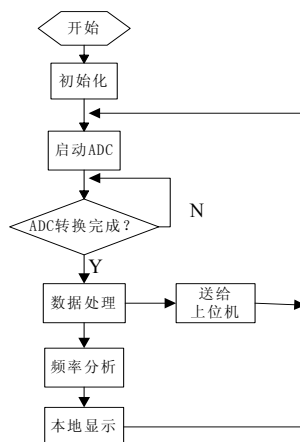 开始
初始化
启动ADC
ADC转换完成？
N
Y
数据处理
送给
上位机
频率分析
本地显示